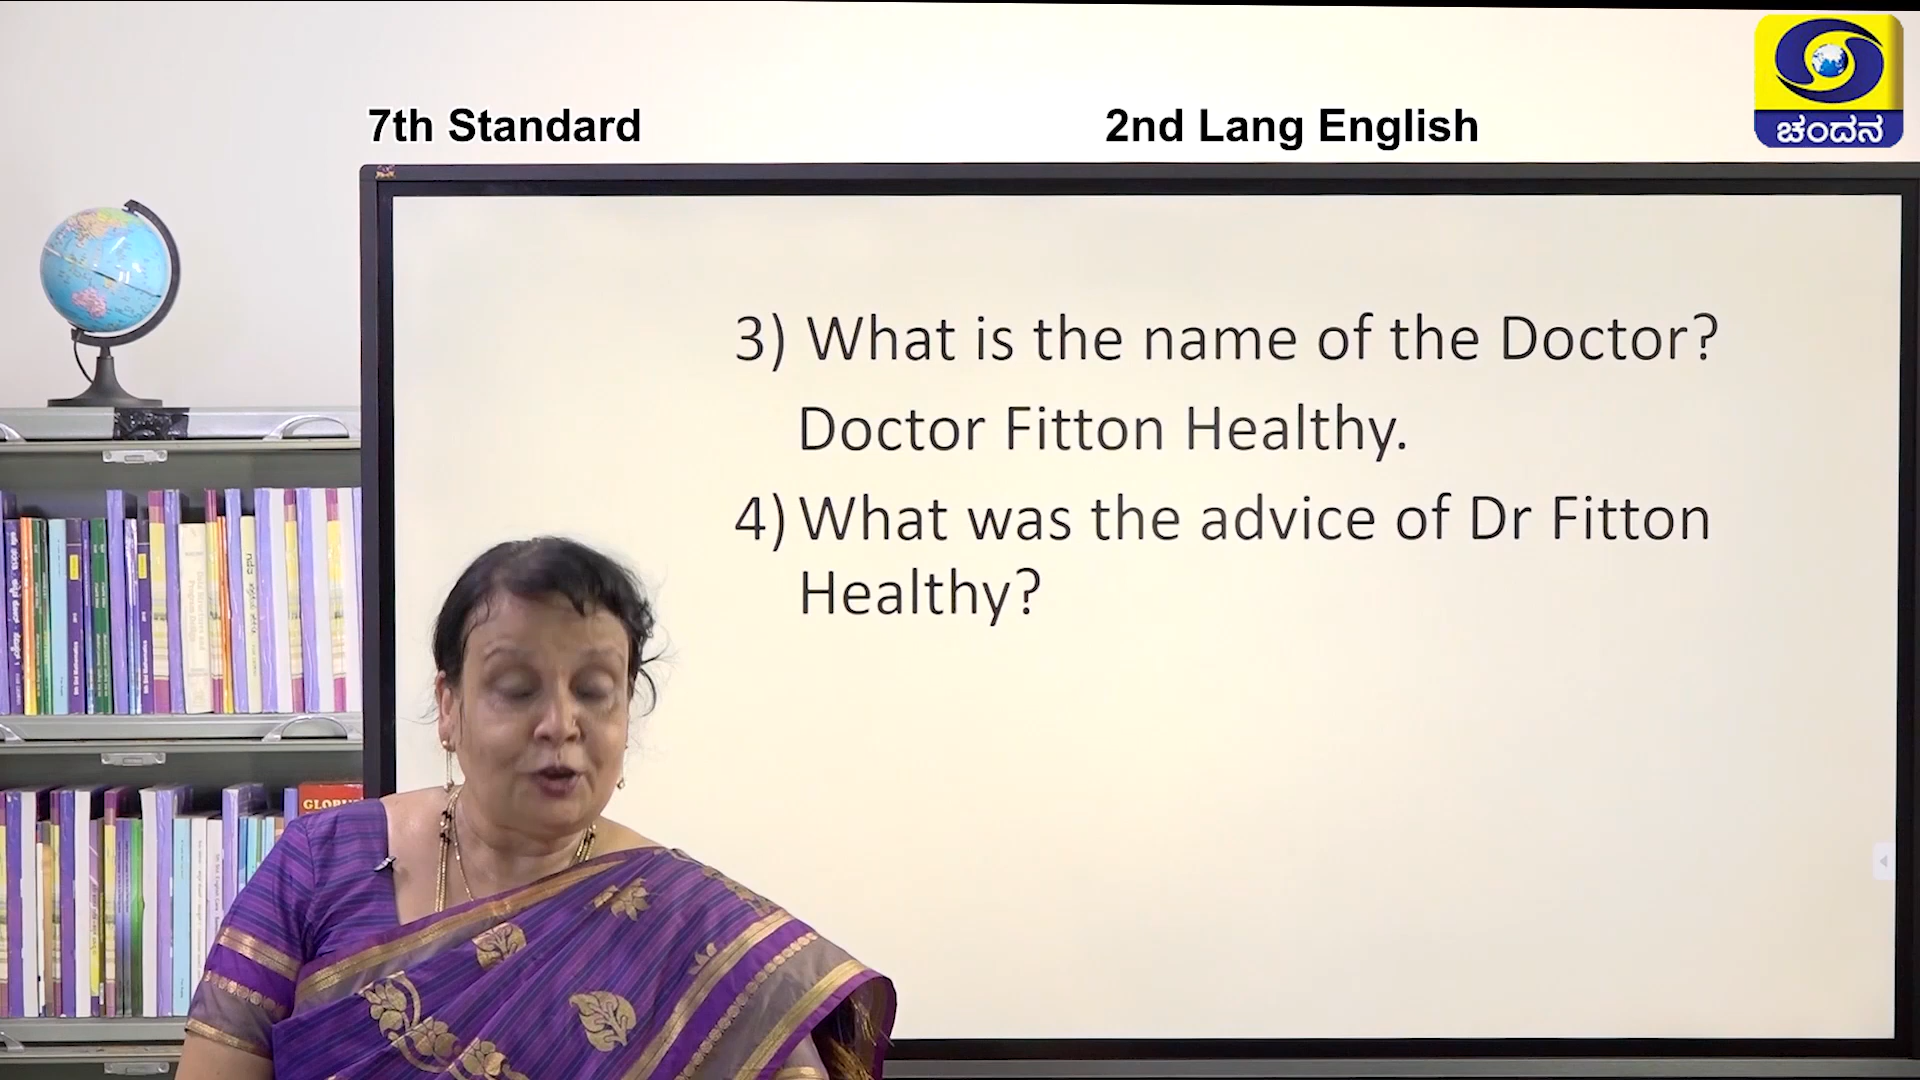 7th Standard
2nd Lang English
ಚಂದನ
3) What is the name of the Doctor?
Doctor Fitton Healthy.
4) What was the advice of Dr Fitton
Healthy?